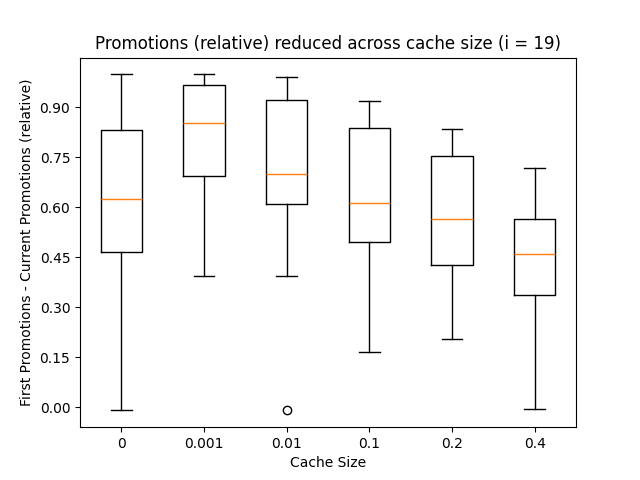 Promotions (relative) reduced across cache size (i = 19)
First Promotions - Current Promotions (relative)
0.90
0.75
0.60
0.45
0.30
0.15
0.00
0 0.001 0.01 0.1 0.2 0.4
Cache Size